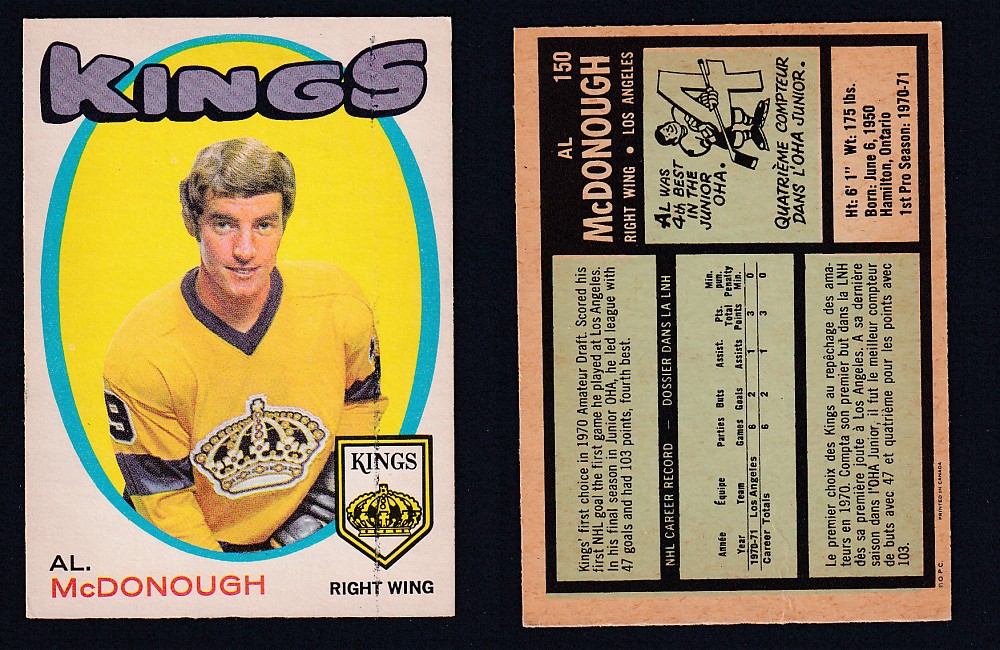 KINGS
9
KINGS
AL.
McDONOUGH
RIGHT WING
150
AL
McDONOUGH
RIGHT WING • LOS ANGELES
AL WAS
4th BEST
IN THE
JUNIOR
OHA.
4
QUATRIÈME COMPTEUR
DANS L'OHA JUNIOR.
Ht: 6' 1" Wt: 175 lbs.
Born: June 6, 1950
Hamilton, Ontario
1st Pro Season: 1970-71
Kings' first choice in 1970 Amateur Draft. Scored his
first NHL goal the first game he played at Los Angeles.
In his final season in Junior OHA, he led league with
47 goals and had 103 points, fourth best.
NHL CAREER RECORD — DOSSIER DANS LA LNH
Année Équipe Parties Buts Assist. Pts. Min. pun.
Year Team Games Goals Assists Total Points Penalty Min.
1970-71 Los Angeles 6 2 1 3 0
Career Totals 6 2 1 3 0
Le premier choix des Kings au repêchage des ama-
teurs en 1970. Compta son premier but dans la LNH
dès sa première joute à Los Angeles. A sa dernière
saison dans l'OHA Junior, il fut le meilleur compteur
de buts avec 47 et quatrième pour les points avec
103.
©O.P.C. PRINTED IN CANADA